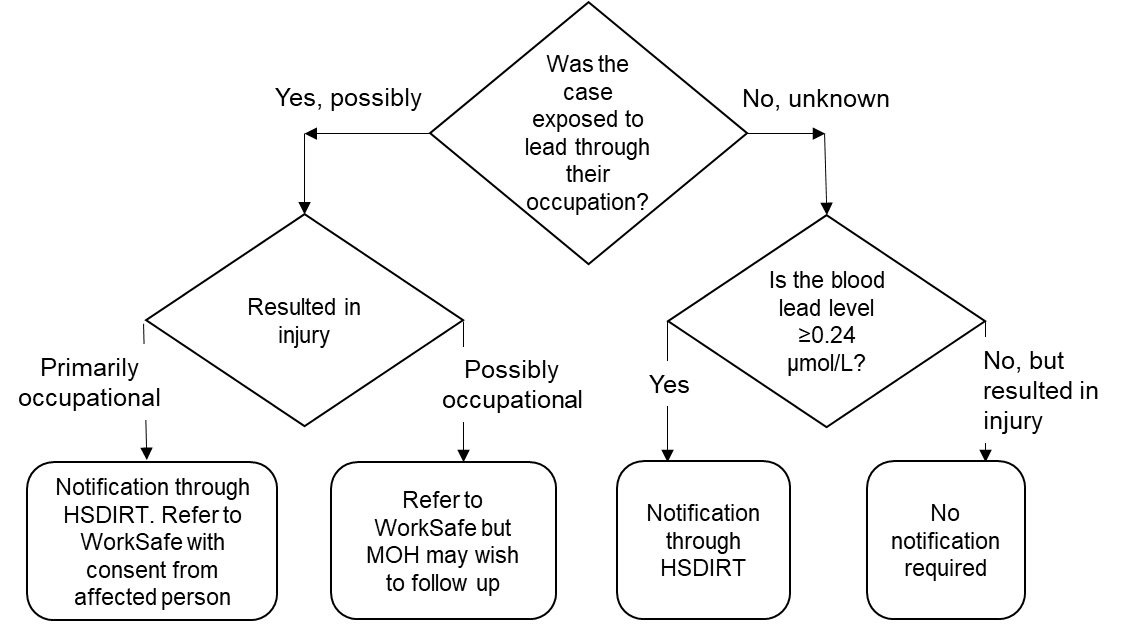 Was the
case
exposed to
lead through
their
occupation?
Yes, possibly
No, unknown
Resulted in
injury
Is the blood
lead level
≥0.24
µmol/L?
Primarily
occupational
Possibly
occupational
Yes
No, but
resulted in
injury
Notification through
HSDIRT. Refer to
WorkSafe with
consent from
affected person
Refer to
WorkSafe but
MOH may wish
to follow up
Notification
through
HSDIRT
No
notification
required